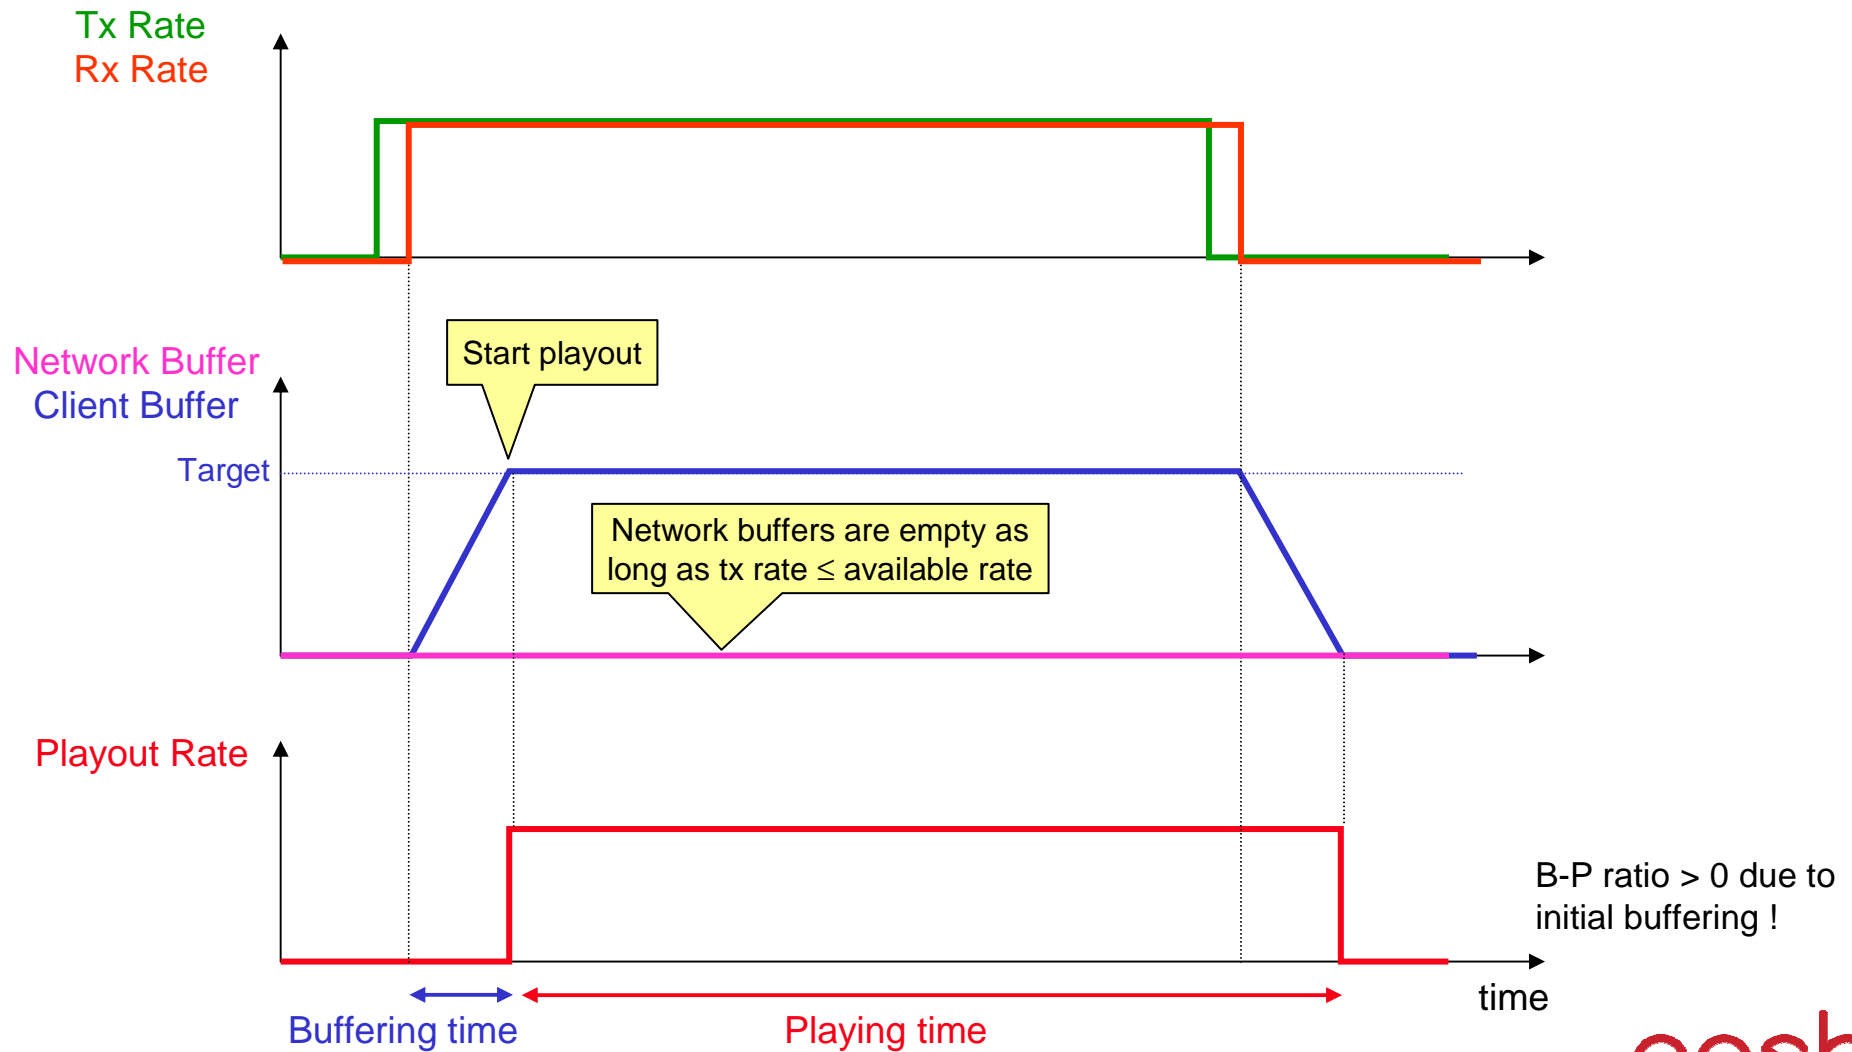 Tx Rate
Rx Rate
Start playout
Network Buffer
Client Buffer
Target
Network buffers are empty as
long as tx rate ≤ available rate
Playout Rate
B-P ratio > 0 due to
initial buffering !
time
Buffering time
Playing time